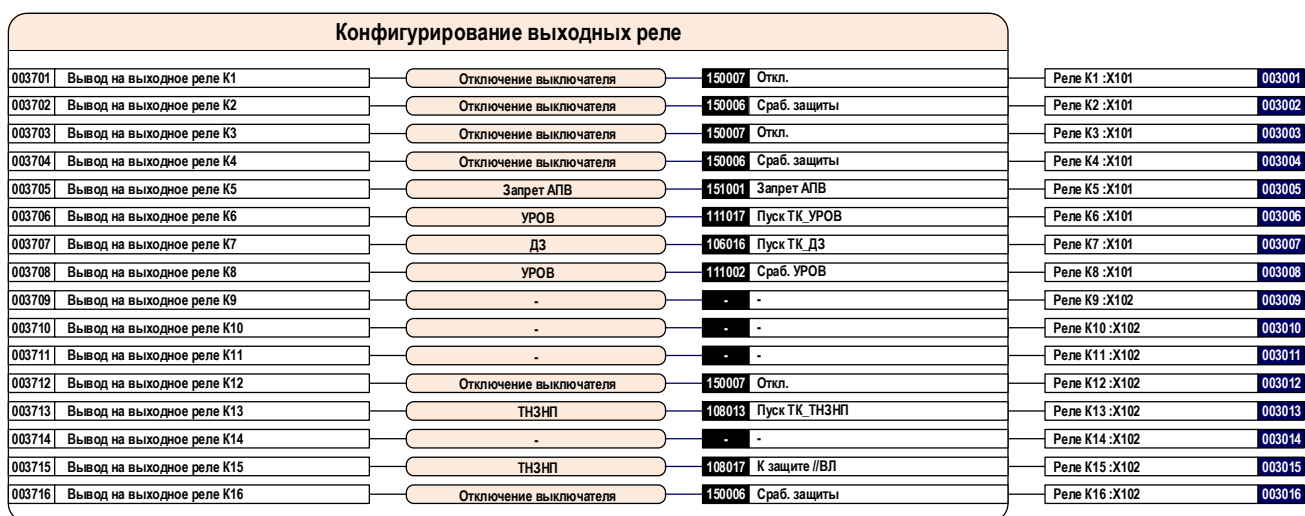 Конфигурирование выходных реле
003701 Вывод на выходное реле К1 Отключение выключателя 150007 Откл. Реле К1 :X101 003001
003702 Вывод на выходное реле К2 Отключение выключателя 150006 Сраб. защиты Реле К2 :X101 003002
003703 Вывод на выходное реле К3 Отключение выключателя 150007 Откл. Реле К3 :X101 003003
003704 Вывод на выходное реле К4 Отключение выключателя 150006 Сраб. защиты Реле К4 :X101 003004
003705 Вывод на выходное реле К5 Запрет АПВ 151001 Запрет АПВ Реле К5 :X101 003005
003706 Вывод на выходное реле К6 УРОВ 111017 Пуск ТК_УРОВ Реле К6 :X101 003006
003707 Вывод на выходное реле К7 ДЗ 106016 Пуск ТК_ДЗ Реле К7 :X101 003007
003708 Вывод на выходное реле К8 УРОВ 111002 Сраб. УРОВ Реле К8 :X101 003008
003709 Вывод на выходное реле К9 - - - Реле К9 :X102 003009
003710 Вывод на выходное реле К10 - - - Реле К10 :X102 003010
003711 Вывод на выходное реле К11 - - - Реле К11 :X102 003011
003712 Вывод на выходное реле К12 Отключение выключателя 150007 Откл. Реле К12 :X102 003012
003713 Вывод на выходное реле К13 ТНЗНП 108013 Пуск ТК_ТНЗНП Реле К13 :X102 003013
003714 Вывод на выходное реле К14 - - - Реле К14 :X102 003014
003715 Вывод на выходное реле К15 ТНЗНП 108017 К защите //ВЛ Реле К15 :X102 003015
003716 Вывод на выходное реле К16 Отключение выключателя 150006 Сраб. защиты Реле К16 :X102 003016